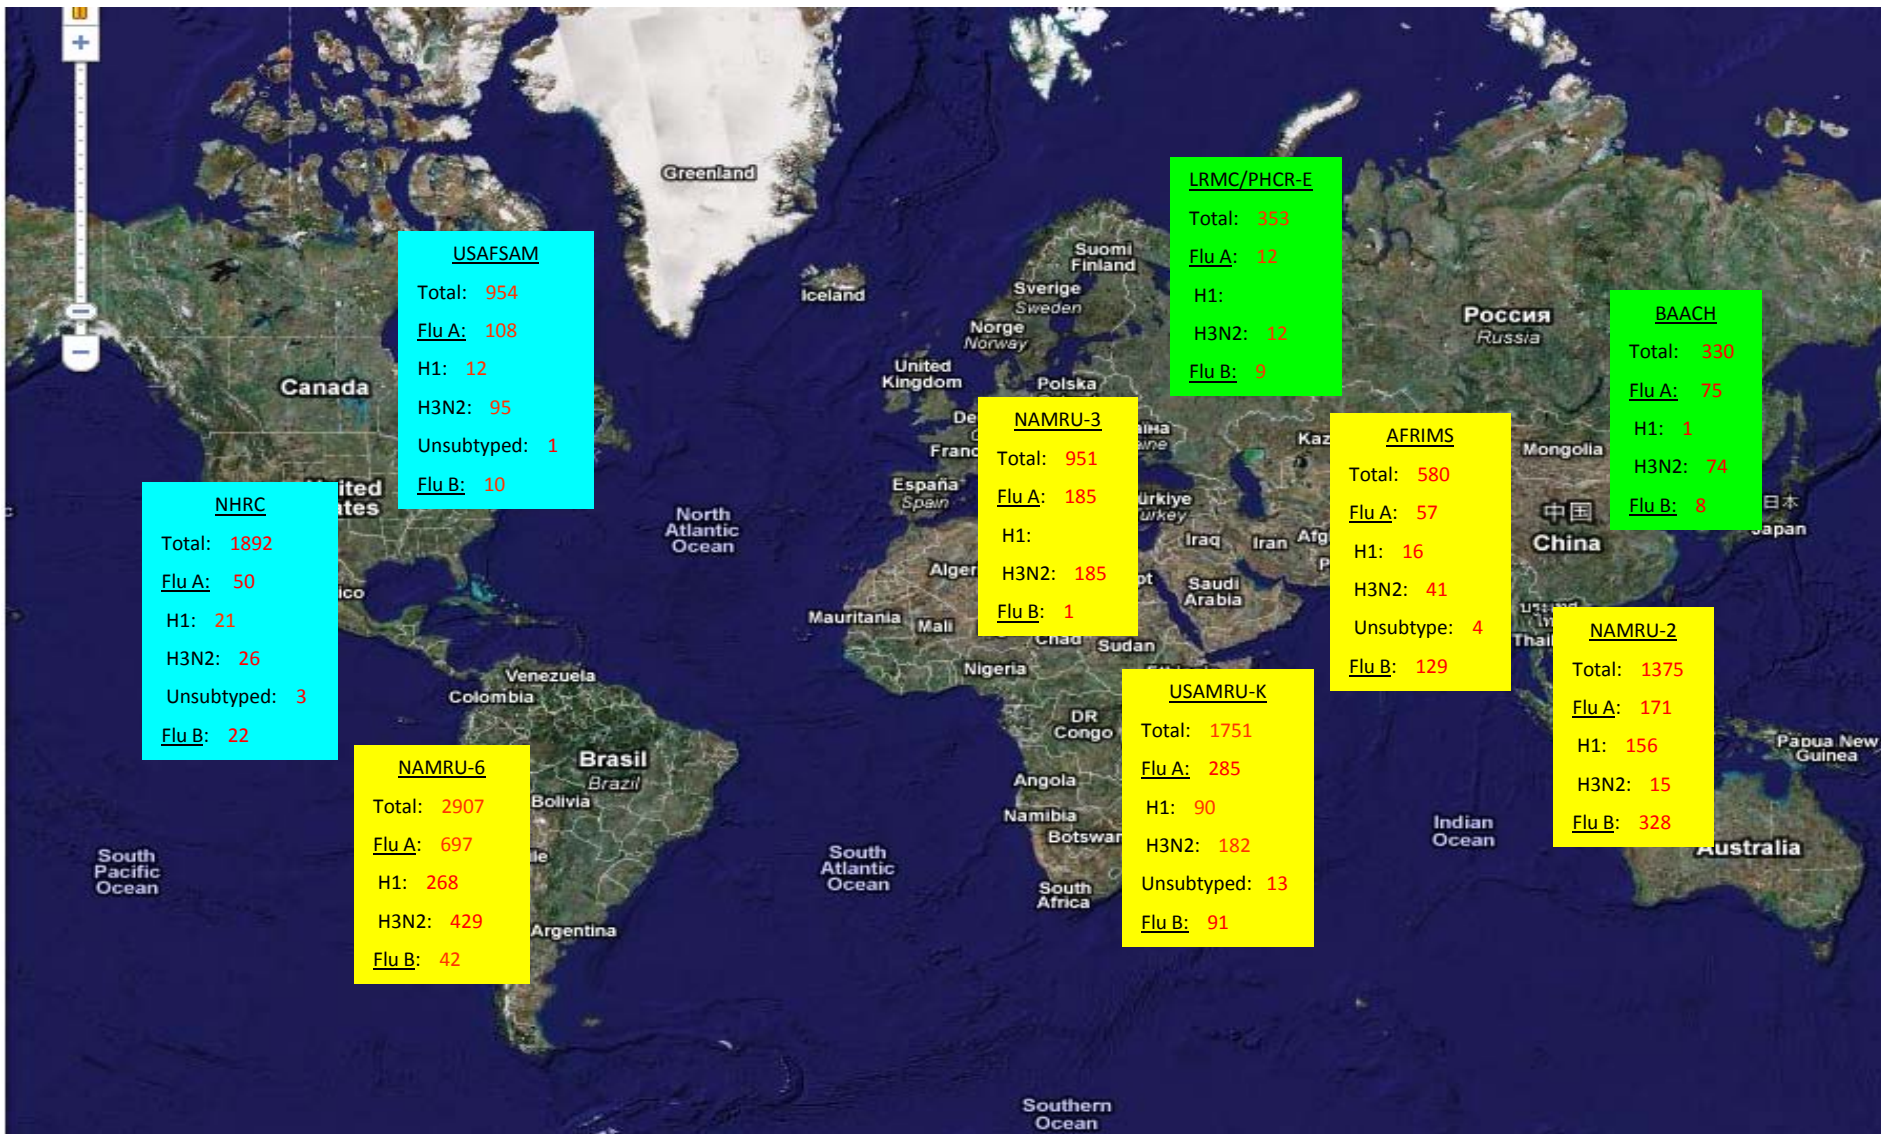 Greenland
Iceland
Suomi
Finland
Sverige
Sweden
Norge
Norway
United
Kingdom
Polska
Россия
Russia
Canada
España
Spain
Iraq
Iran
Saudi
Arabia
Mongolia
中国
China
日本
Japan
North
Atlantic
Ocean
Mauritania
Mali
Chad
Sudan
Nigeria
Venezuela
Colombia
DR
Congo
Angola
Namibia
Brasil
Brazil
Bolivia
Argentina
South
Pacific
Ocean
South
Atlantic
Ocean
South
Africa
Indian
Ocean
Papua New
Guinea
Australia
Southern
Ocean
USAFSAM
Total: 954
Flu A: 108
H1: 12
H3N2: 95
Unsubtyped: 1
Flu B: 10
NHRC
Total: 1892
Flu A: 50
H1: 21
H3N2: 26
Unsubtyped: 3
Flu B: 22
NAMRU-6
Total: 2907
Flu A: 697
H1: 268
H3N2: 429
Flu B: 42
LRMC/PHCR-E
Total: 353
Flu A: 12
H1:
H3N2: 12
Flu B: 9
NAMRU-3
Total: 951
Flu A: 185
H1:
H3N2: 185
Flu B: 1
USAMRU-K
Total: 1751
Flu A: 285
H1: 90
H3N2: 182
Unsubtyped: 13
Flu B: 91
AFRIMS
Total: 580
Flu A: 57
H1: 16
H3N2: 41
Unsubtype: 4
Flu B: 129
BAACH
Total: 330
Flu A: 75
H1: 1
H3N2: 74
Flu B: 8
NAMRU-2
Total: 1375
Flu A: 171
H1: 156
H3N2: 15
Flu B: 328